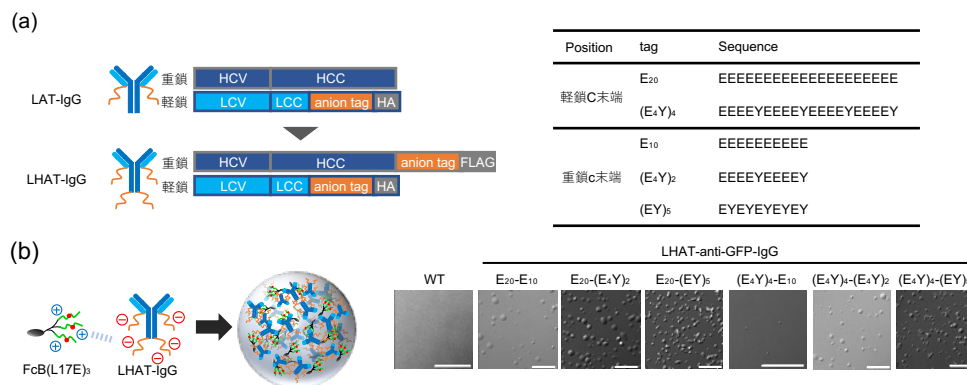 (a)
重鎖 HCV HCC
LAT-IgG
軽鎖 LCV LCC anion tag HA
重鎖 HCV HCC anion tag FLAG
LHAT-IgG
軽鎖 LCV LCC anion tag HA
Position tag Sequence
E₂₀ EEEEEEEEEEEEEEEEEEEE
軽鎖C末端
(E₄Y)₄ EEEEYEEEEYEEEEYEEEEY
E₁₀ EEEEEEEEEE
重鎖c末端 (E₄Y)₂ EEEEYEEEEY
(EY)₅ EYEYEYEYEY
(b)
FcB(L17E)₃ LHAT-IgG
LHAT-anti-GFP-IgG
WT E₂₀-E₁₀ E₂₀-(E₄Y)₂ E₂₀-(EY)₅ (E₄Y)₄-E₁₀ (E₄Y)₄-(E₄Y)₂ (E₄Y)₄-(EY)₅